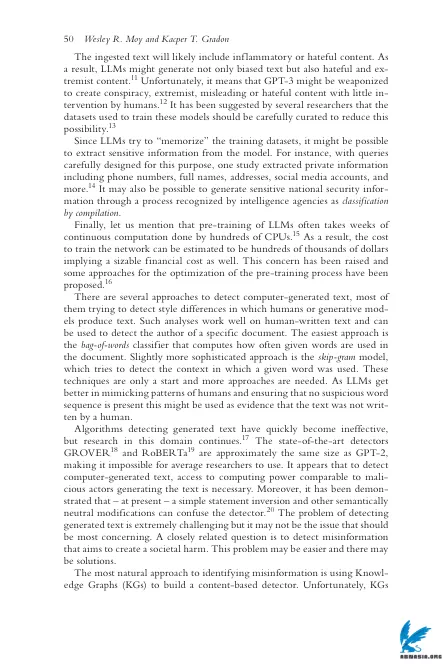 50 Wesley R. Moy and Kacper T. Gradon
The ingested text will likely include inflammatory or hateful content. As
a result, LLMs might generate not only biased text but also hateful and ex-
tremist content.11 Unfortunately, it means that GPT-3 might be weaponized
to create conspiracy, extremist, misleading or hateful content with little in-
tervention by humans.12 It has been suggested by several researchers that the
datasets used to train these models should be carefully curated to reduce this
possibility.13
Since LLMs try to “memorize” the training datasets, it might be possible
to extract sensitive information from the model. For instance, with queries
carefully designed for this purpose, one study extracted private information
including phone numbers, full names, addresses, social media accounts, and
more.14 It may also be possible to generate sensitive national security infor-
mation through a process recognized by intelligence agencies as classification
by compilation.
Finally, let us mention that pre-training of LLMs often takes weeks of
continuous computation done by hundreds of CPUs.15 As a result, the cost
to train the network can be estimated to be hundreds of thousands of dollars
implying a sizable financial cost as well. This concern has been raised and
some approaches for the optimization of the pre-training process have been
proposed.16
There are several approaches to detect computer-generated text, most of
them trying to detect style differences in which humans or generative mod-
els produce text. Such analyses work well on human-written text and can
be used to detect the author of a specific document. The easiest approach is
the bag-of-words classifier that computes how often given words are used in
the document. Slightly more sophisticated approach is the skip-gram model,
which tries to detect the context in which a given word was used. These
techniques are only a start and more approaches are needed. As LLMs get
better in mimicking patterns of humans and ensuring that no suspicious word
sequence is present this might be used as evidence that the text was not writ-
ten by a human.
Algorithms detecting generated text have quickly become ineffective,
but research in this domain continues.17 The state-of-the-art detectors
GROVER18 and RoBERTa19 are approximately the same size as GPT-2,
making it impossible for average researchers to use. It appears that to detect
computer-generated text, access to computing power comparable to mali-
cious actors generating the text is necessary. Moreover, it has been demon-
strated that – at present – a simple statement inversion and other semantically
neutral modifications can confuse the detector.20 The problem of detecting
generated text is extremely challenging but it may not be the issue that should
be most concerning. A closely related question is to detect misinformation
that aims to create a societal harm. This problem may be easier and there may
be solutions.
The most natural approach to identifying misinformation is using Knowl-
edge Graphs (KGs) to build a content-based detector. Unfortunately, KGs